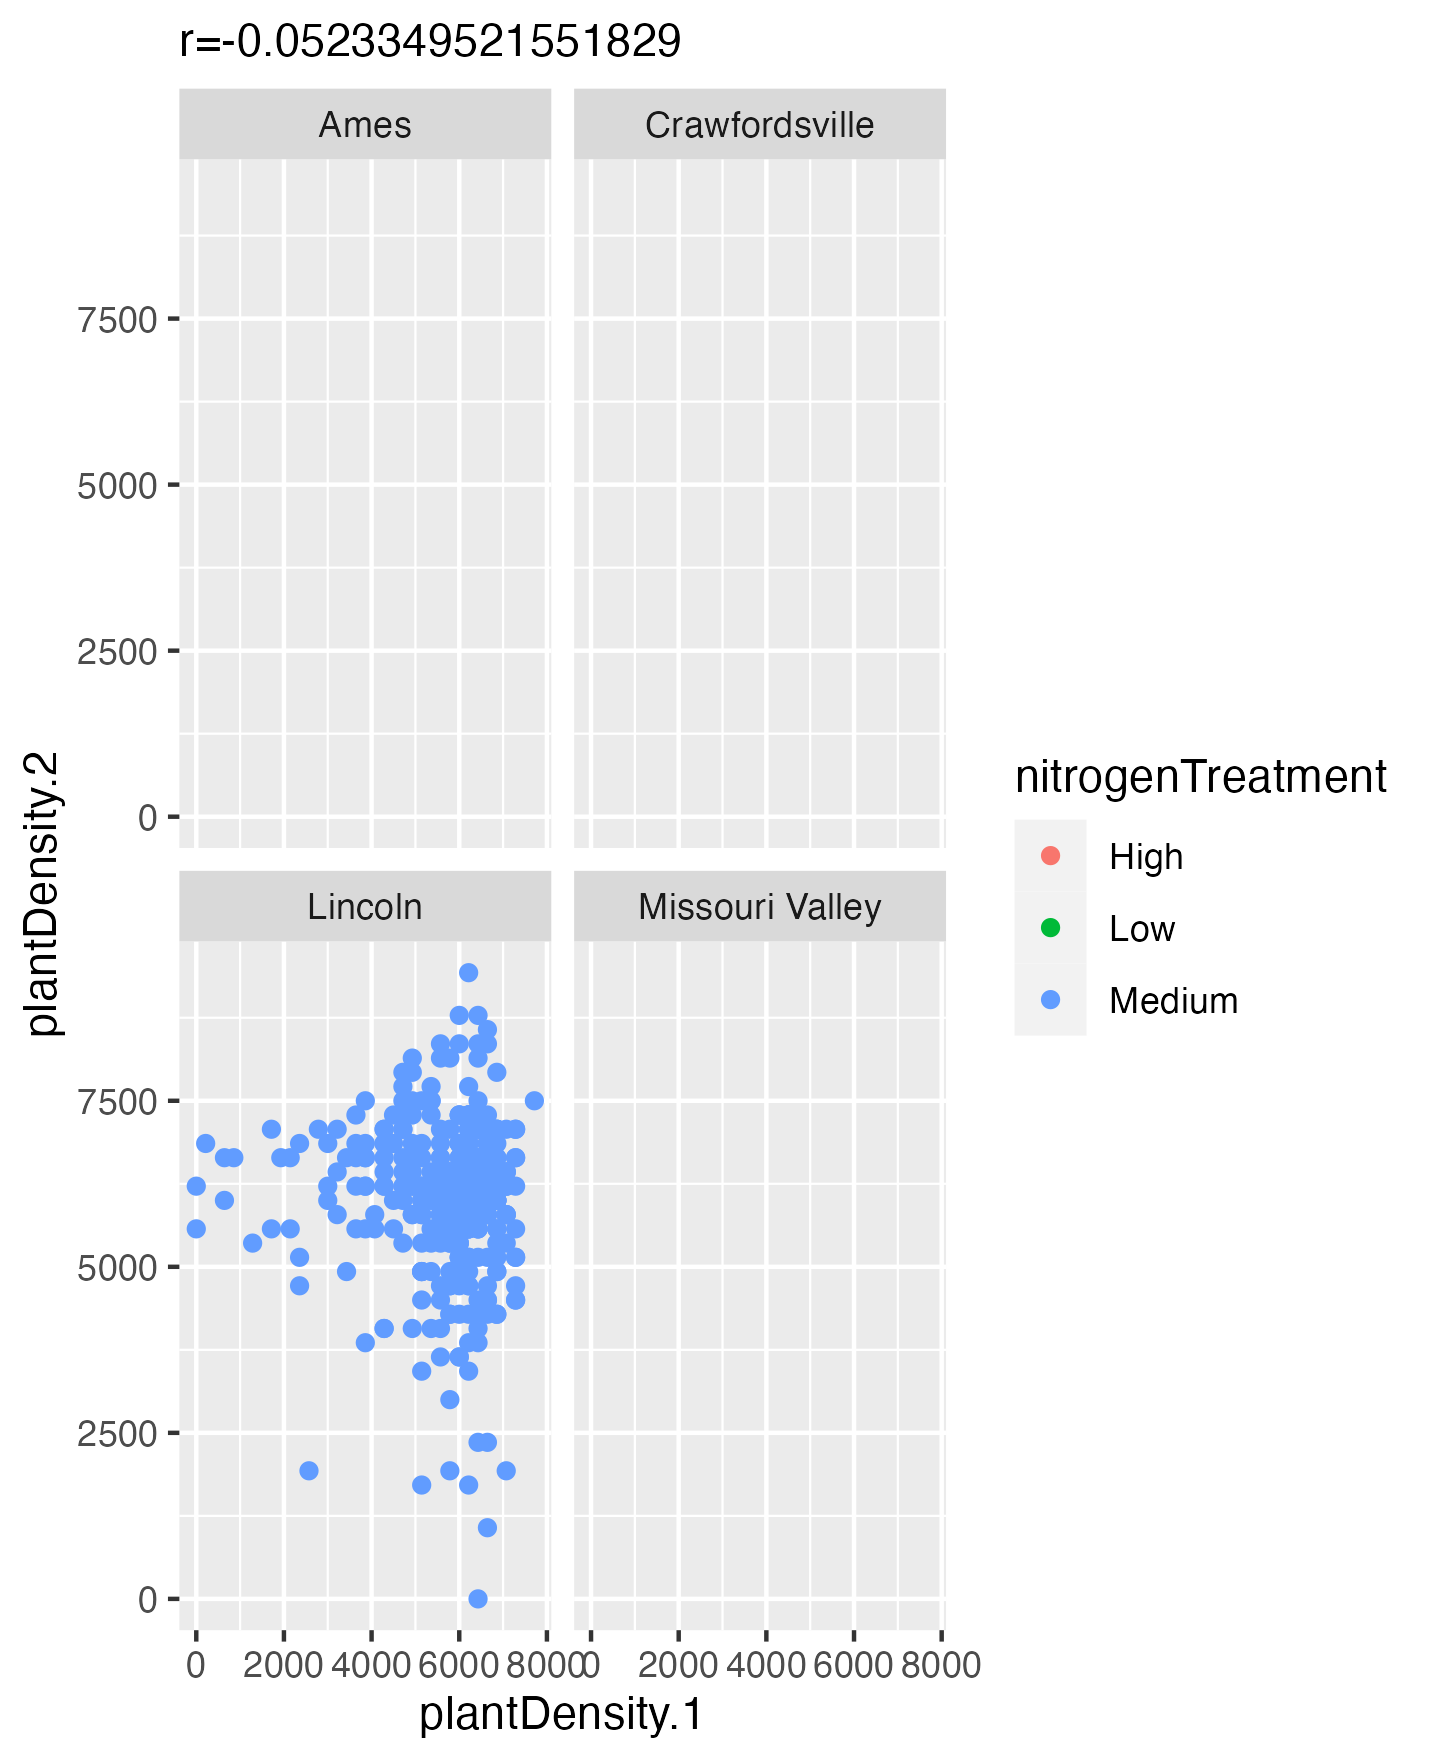 r=-0.0523349521551829
Ames
Crawfordsville
7500
5000
2500
0
Lincoln
Missouri Valley
7500
5000
2500
0
0 2000 4000 6000 8000
0 2000 4000 6000 8000
plantDensity.1
plantDensity.2
nitrogenTreatment
High
Low
Medium